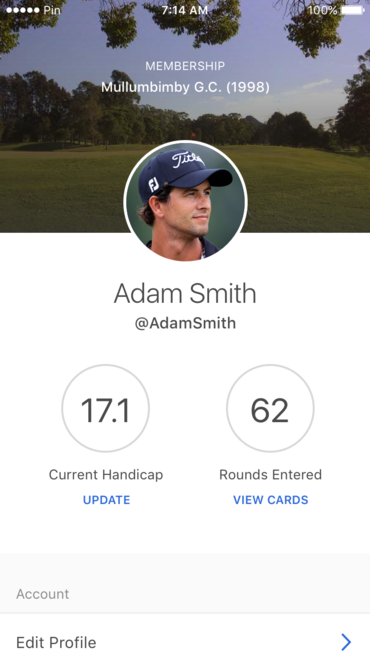 Pin 7:14 AM 100%
MEMBERSHIP
Mullumbimby G.C. (1998)
Titleist
FJ
Adam Smith
@AdamSmith
17.1 62
Current Handicap Rounds Entered
UPDATE VIEW CARDS
Account
Edit Profile